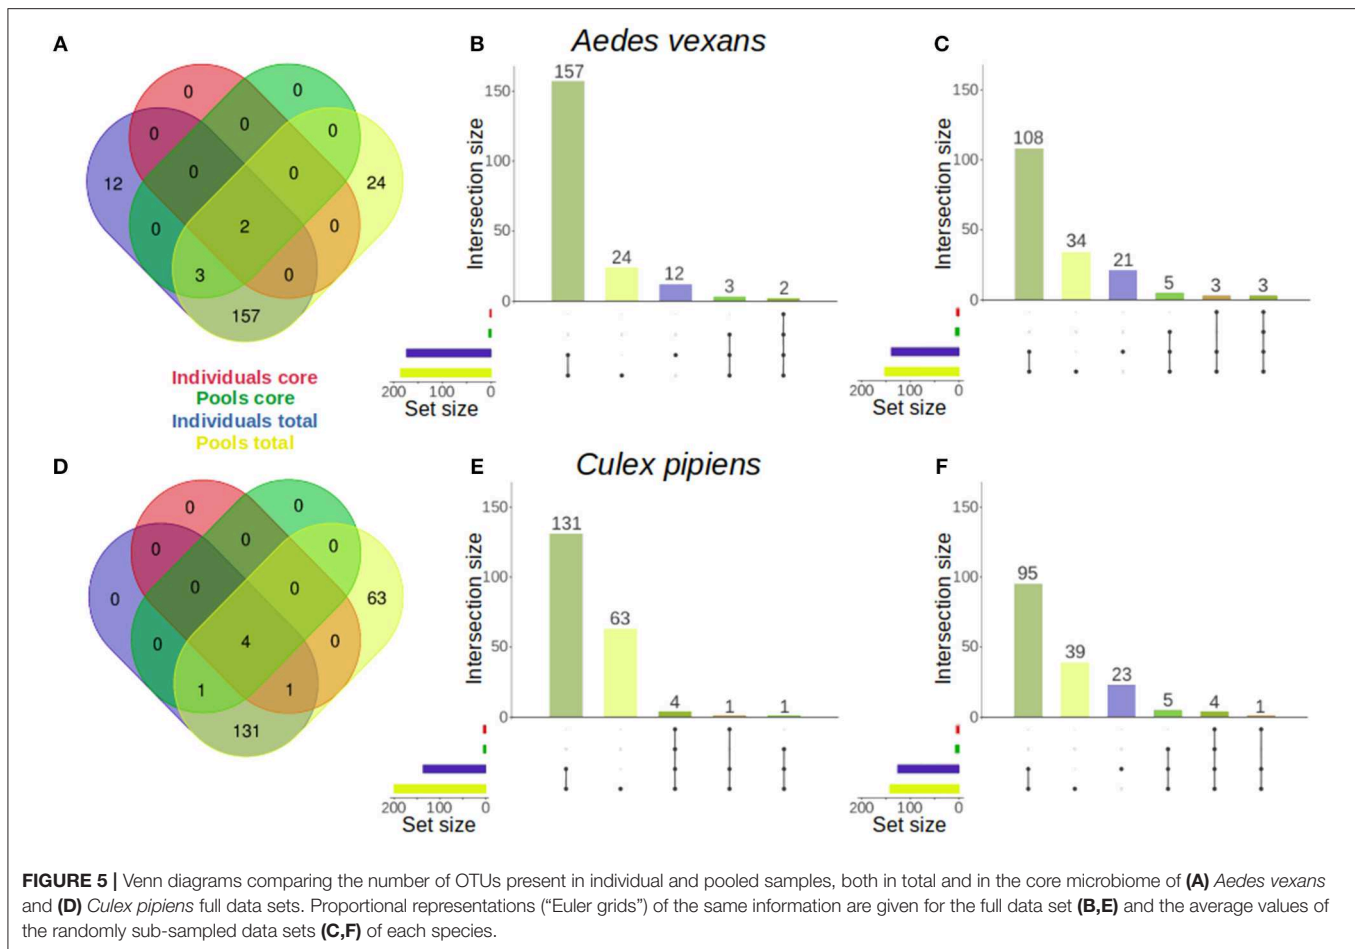 A
B
Aedes vexans
C
0
0
0
0
0
12
0
0
24
0
2
0
3
0
157
Individuals core
Pools core
Individuals total
Pools total
Intersection size
150
100
50
0
157
24
12
3
2
200 100 0
Set size
Intersection size
150
100
50
0
108
34
21
5
3
3
200 100 0
Set size
D
E
Culex pipiens
F
0
0
0
0
0
0
0
0
63
0
4
0
1
1
131
Intersection size
150
100
50
0
131
63
4
1
1
200 100 0
Set size
Intersection size
150
100
50
0
95
39
23
5
4
1
200 100 0
Set size
FIGURE 5 | Venn diagrams comparing the number of OTUs present in individual and pooled samples, both in total and in the core microbiome of (A) Aedes vexans
and (D) Culex pipiens full data sets. Proportional representations (“Euler grids”) of the same information are given for the full data set (B,E) and the average values of
the randomly sub-sampled data sets (C,F) of each species.